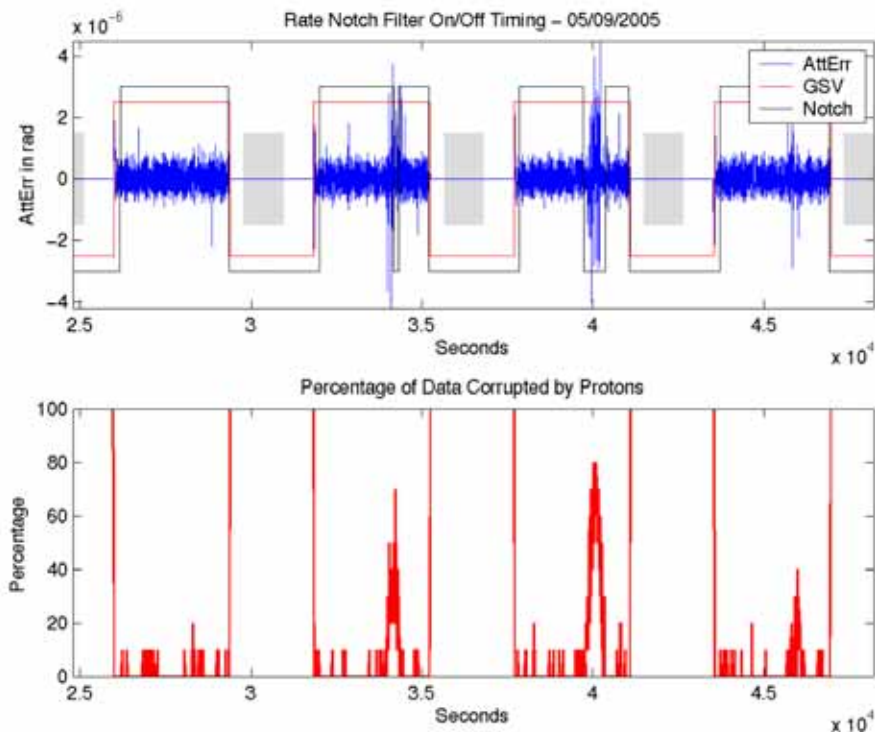 Rate Notch Filter On/Off Timing – 05/09/2005
x 10⁻⁶
AttErr
GSV
Notch
AttErr in rad
4
2
0
−2
−4
2.5 3 3.5 4 4.5
Seconds
x 10⁴
Percentage of Data Corrupted by Protons
Percentage
100
80
60
40
20
0
2.5 3 3.5 4 4.5
Seconds
x 10⁴